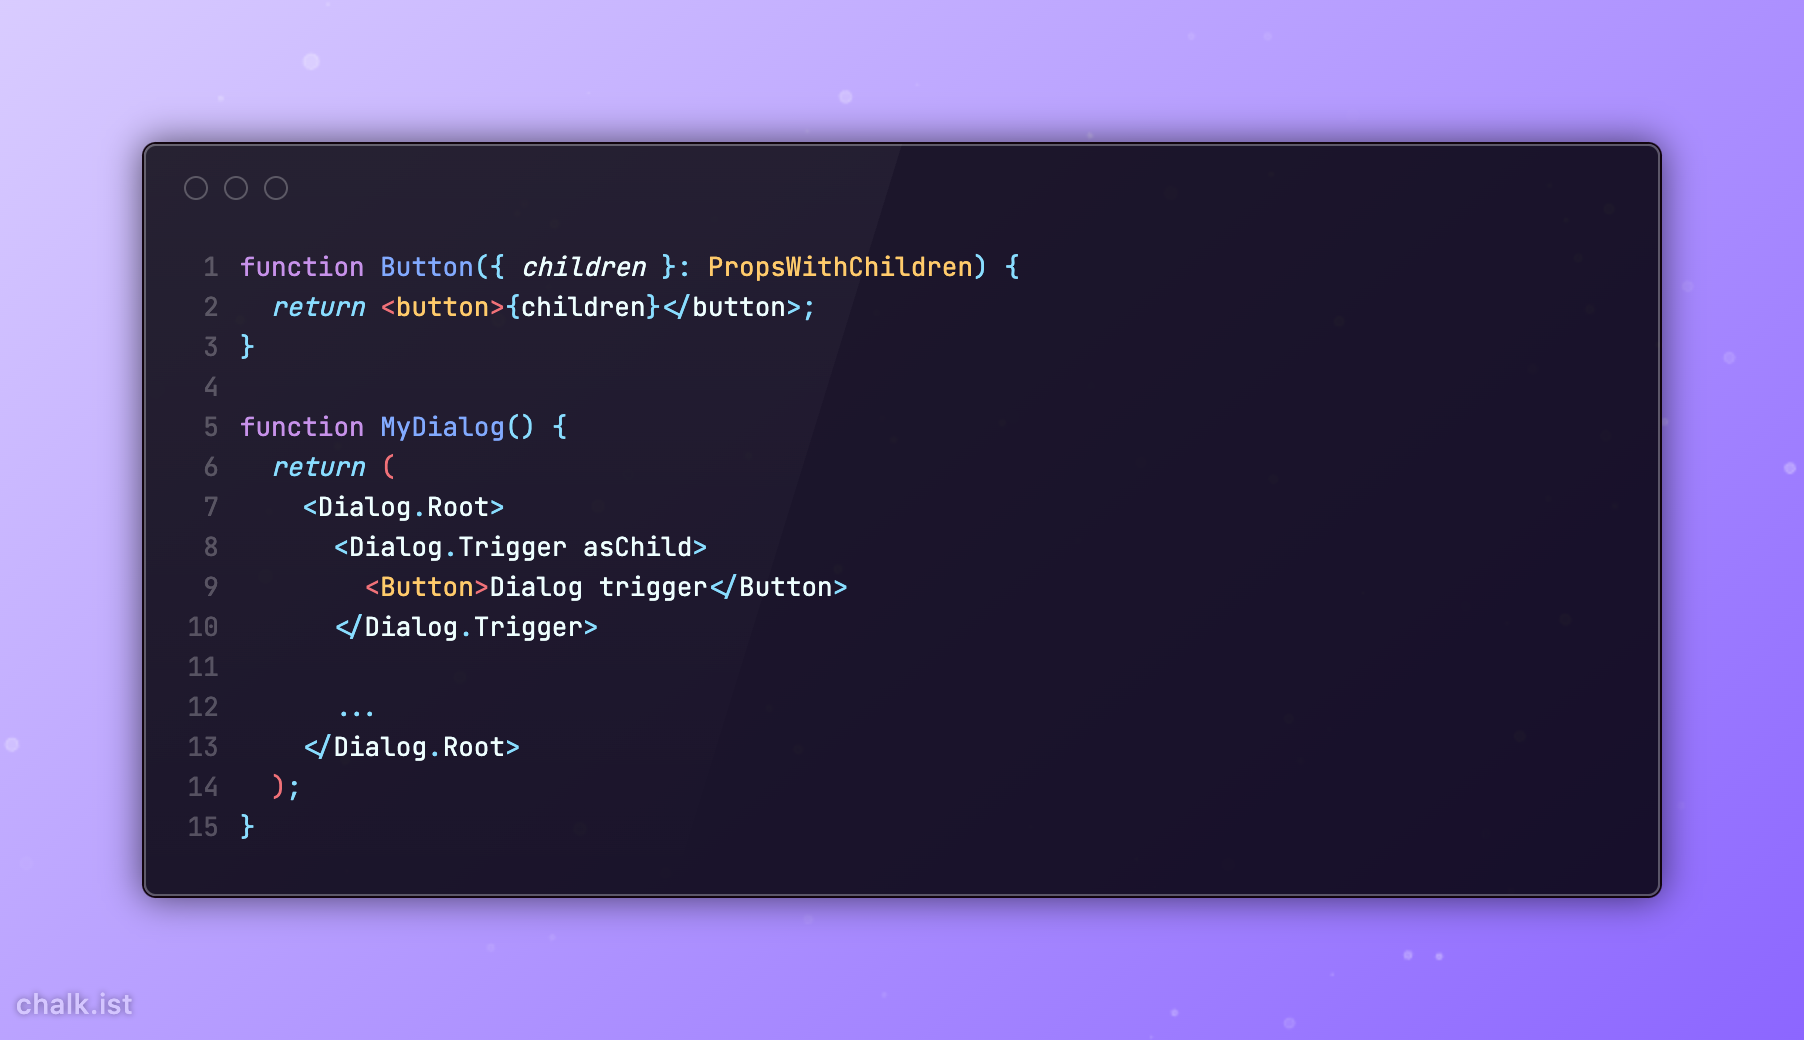 1 function Button({ children }: PropsWithChildren) {
2   return <button>{children}</button>;
3 }
4
5 function MyDialog() {
6   return (
7     <Dialog.Root>
8       <Dialog.Trigger asChild>
9         <Button>Dialog trigger</Button>
10       </Dialog.Trigger>
11
12       ...
13     </Dialog.Root>
14   );
15 }
chalk.ist